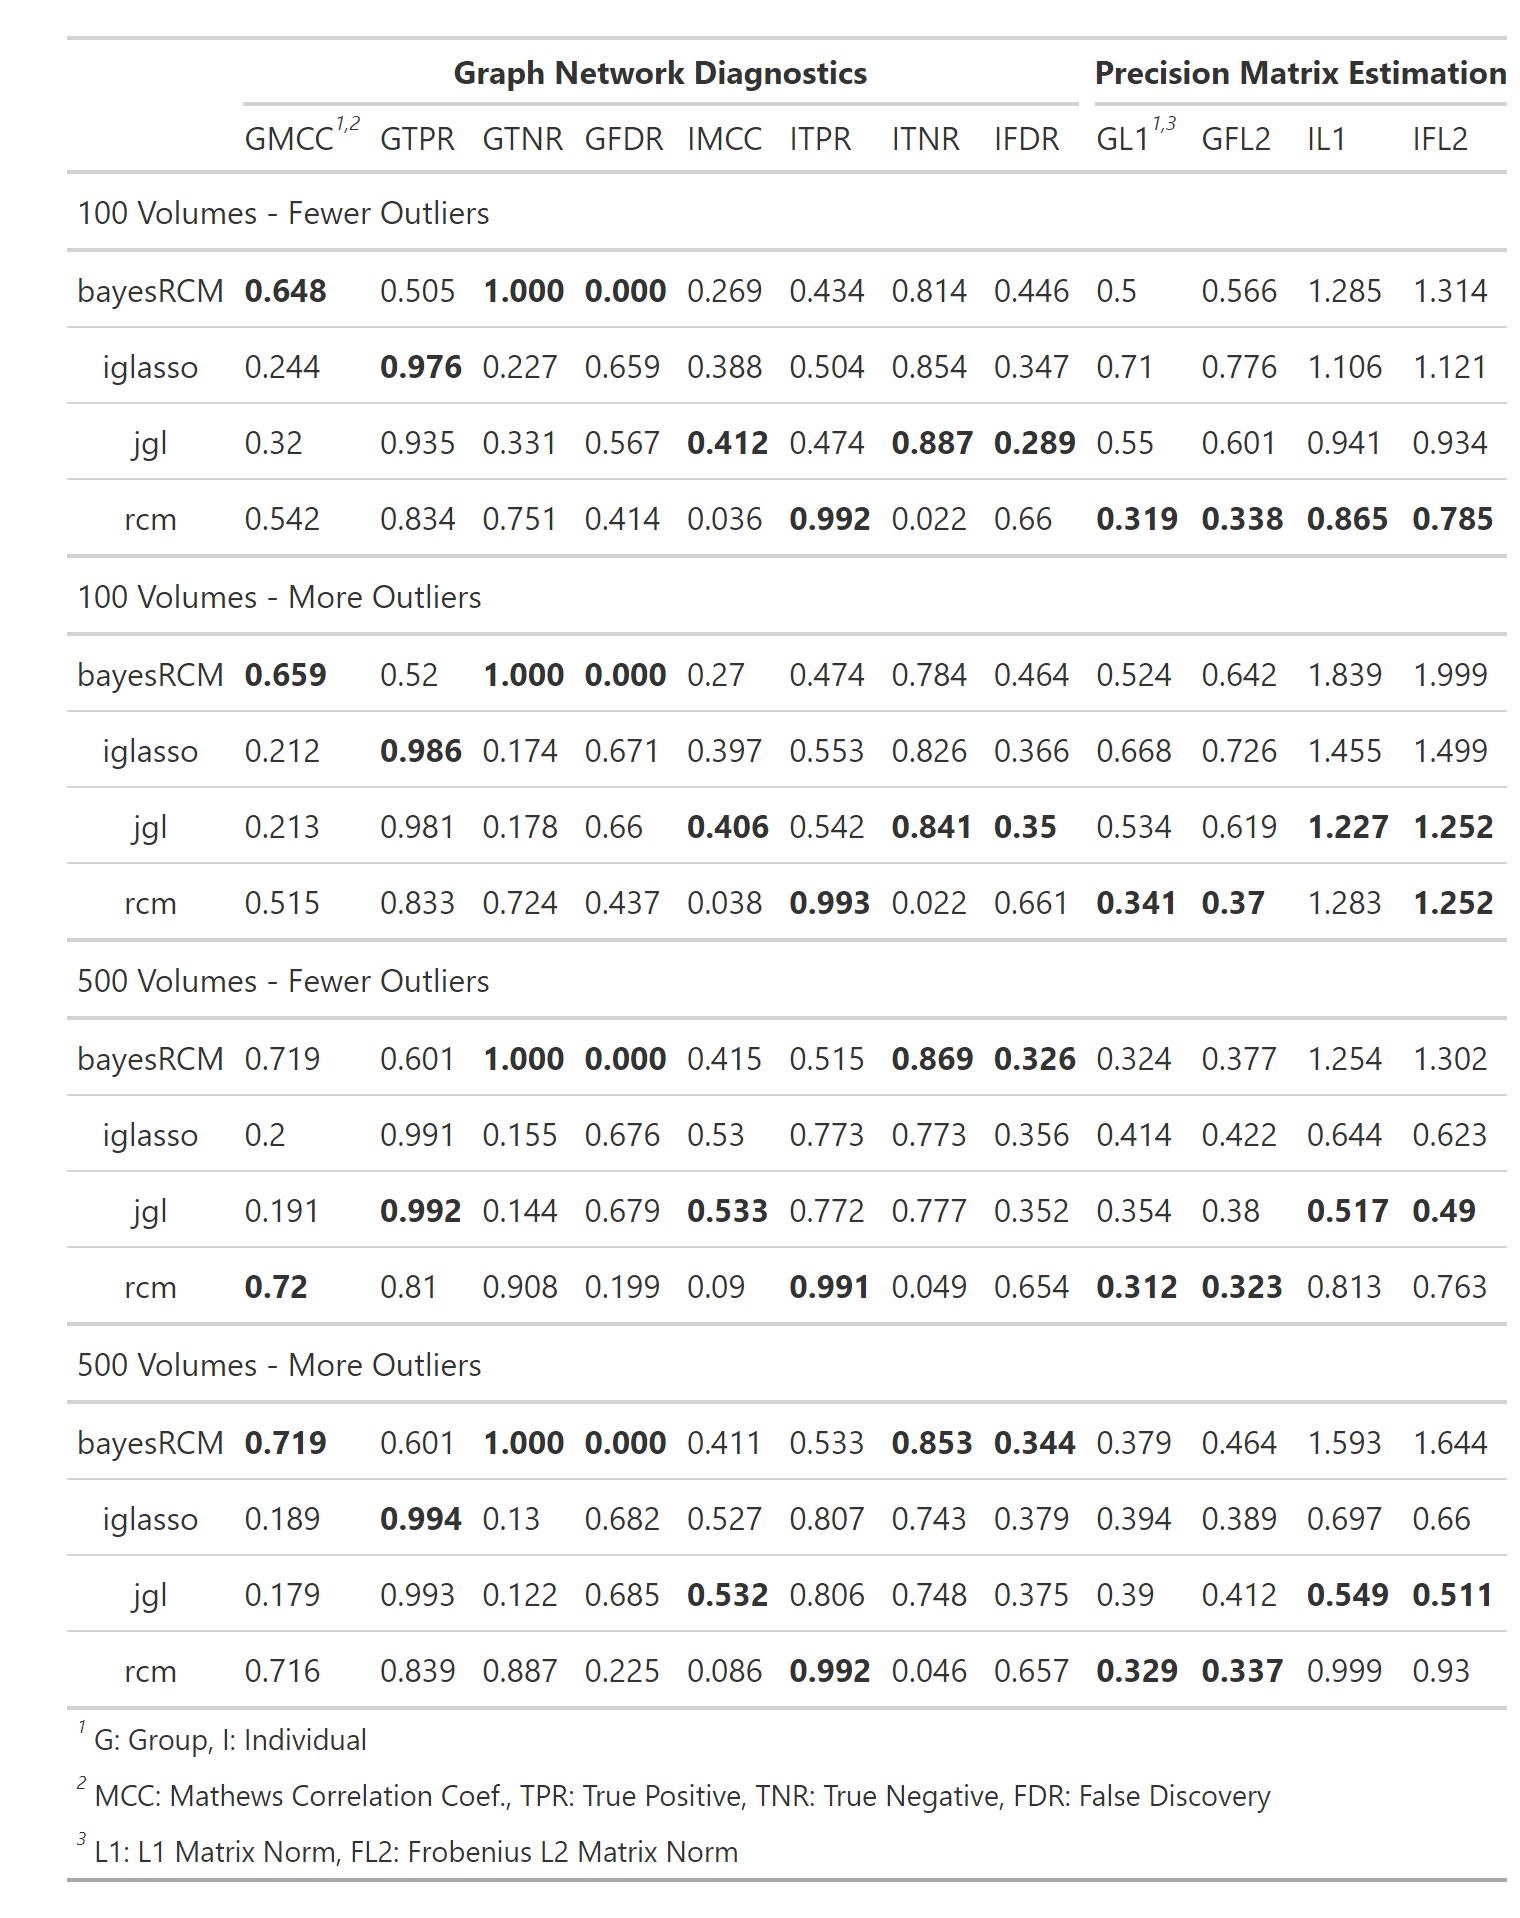 Graph Network Diagnostics Precision Matrix Estimation
GMCC1,2 GTPR GTNR GFDR IMCC ITPR ITNR IFDR GL11,3 GFL2 IL1 IFL2
100 Volumes - Fewer Outliers
bayesRCM 0.648 0.505 1.000 0.000 0.269 0.434 0.814 0.446 0.5 0.566 1.285 1.314
iglasso 0.244 0.976 0.227 0.659 0.388 0.504 0.854 0.347 0.71 0.776 1.106 1.121
jgl 0.32 0.935 0.331 0.567 0.412 0.474 0.887 0.289 0.55 0.601 0.941 0.934
rcm 0.542 0.834 0.751 0.414 0.036 0.992 0.022 0.66 0.319 0.338 0.865 0.785
100 Volumes - More Outliers
bayesRCM 0.659 0.52 1.000 0.000 0.27 0.474 0.784 0.464 0.524 0.642 1.839 1.999
iglasso 0.212 0.986 0.174 0.671 0.397 0.553 0.826 0.366 0.668 0.726 1.455 1.499
jgl 0.213 0.981 0.178 0.66 0.406 0.542 0.841 0.35 0.534 0.619 1.227 1.252
rcm 0.515 0.833 0.724 0.437 0.038 0.993 0.022 0.661 0.341 0.37 1.283 1.252
500 Volumes - Fewer Outliers
bayesRCM 0.719 0.601 1.000 0.000 0.415 0.515 0.869 0.326 0.324 0.377 1.254 1.302
iglasso 0.2 0.991 0.155 0.676 0.53 0.773 0.773 0.356 0.414 0.422 0.644 0.623
jgl 0.191 0.992 0.144 0.679 0.533 0.772 0.777 0.352 0.354 0.38 0.517 0.49
rcm 0.72 0.81 0.908 0.199 0.09 0.991 0.049 0.654 0.312 0.323 0.813 0.763
500 Volumes - More Outliers
bayesRCM 0.719 0.601 1.000 0.000 0.411 0.533 0.853 0.344 0.379 0.464 1.593 1.644
iglasso 0.189 0.994 0.13 0.682 0.527 0.807 0.743 0.379 0.394 0.389 0.697 0.66
jgl 0.179 0.993 0.122 0.685 0.532 0.806 0.748 0.375 0.39 0.412 0.549 0.511
rcm 0.716 0.839 0.887 0.225 0.086 0.992 0.046 0.657 0.329 0.337 0.999 0.93
1 G: Group, I: Individual
2 MCC: Mathews Correlation Coef., TPR: True Positive, TNR: True Negative, FDR: False Discovery
3 L1: L1 Matrix Norm, FL2: Frobenius L2 Matrix Norm